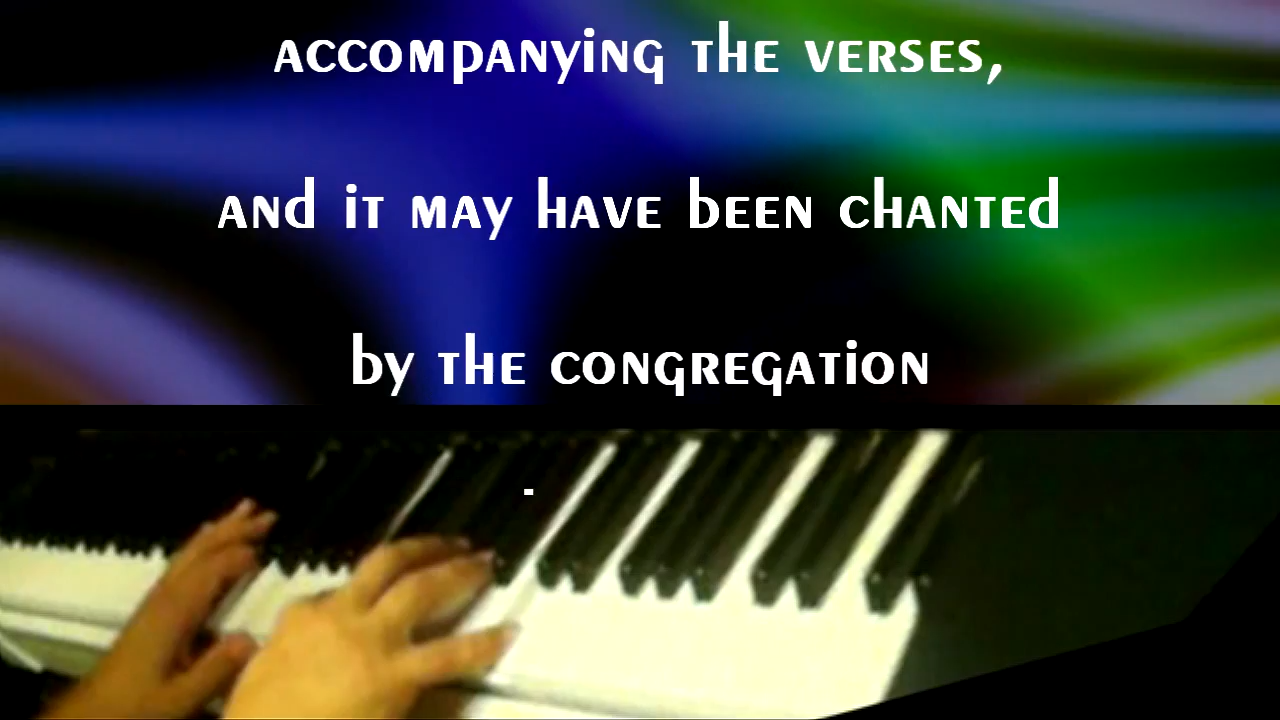 accompanying the verses,
and it may have been chanted
by the congregation
-